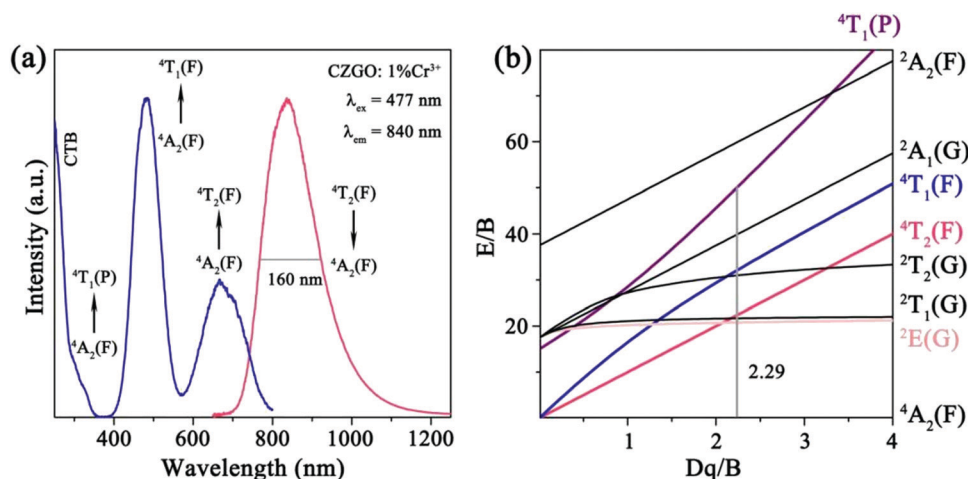 (a)
⁴T₁(F)
⁴A₂(F)
CZGO: 1%Cr³⁺
λₑₓ = 477 nm
λₑₘ = 840 nm
CTB
⁴T₂(F)
⁴A₂(F)
⁴T₂(F)
⁴A₂(F)
⁴T₁(P)
⁴A₂(F)
160 nm
Intensity (a.u.)
400 600 800 1000 1200
Wavelength (nm)
(b)
⁴T₁(P)
²A₂(F)
²A₁(G)
⁴T₁(F)
⁴T₂(F)
²T₂(G)
²T₁(G)
²E(G)
⁴A₂(F)
60
40
20
0
E/B
2.29
1 2 3 4
Dq/B